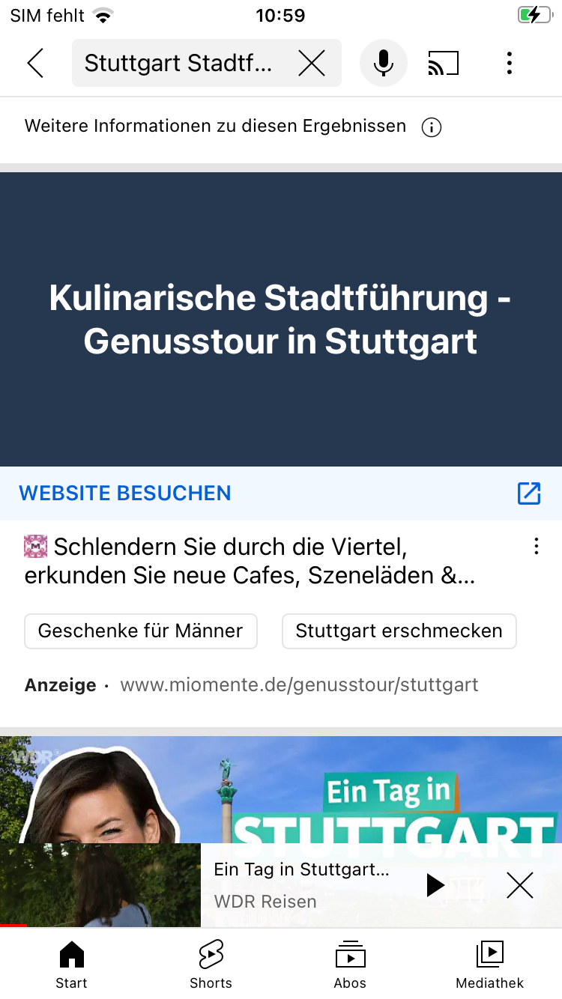 SIM fehlt
10:59
Stuttgart Stadtf...
Weitere Informationen zu diesen Ergebnissen
Kulinarische Stadtführung -
Genusstour in Stuttgart
WEBSITE BESUCHEN
M Schlendern Sie durch die Viertel,
erkunden Sie neue Cafes, Szeneläden &...
Geschenke für Männer
Stuttgart erschmecken
Anzeige · www.miomente.de/genusstour/stuttgart
WDR
Ein Tag in
STUTTGART
Ein Tag in Stuttgart...
WDR Reisen
Start
Shorts
Abos
Mediathek